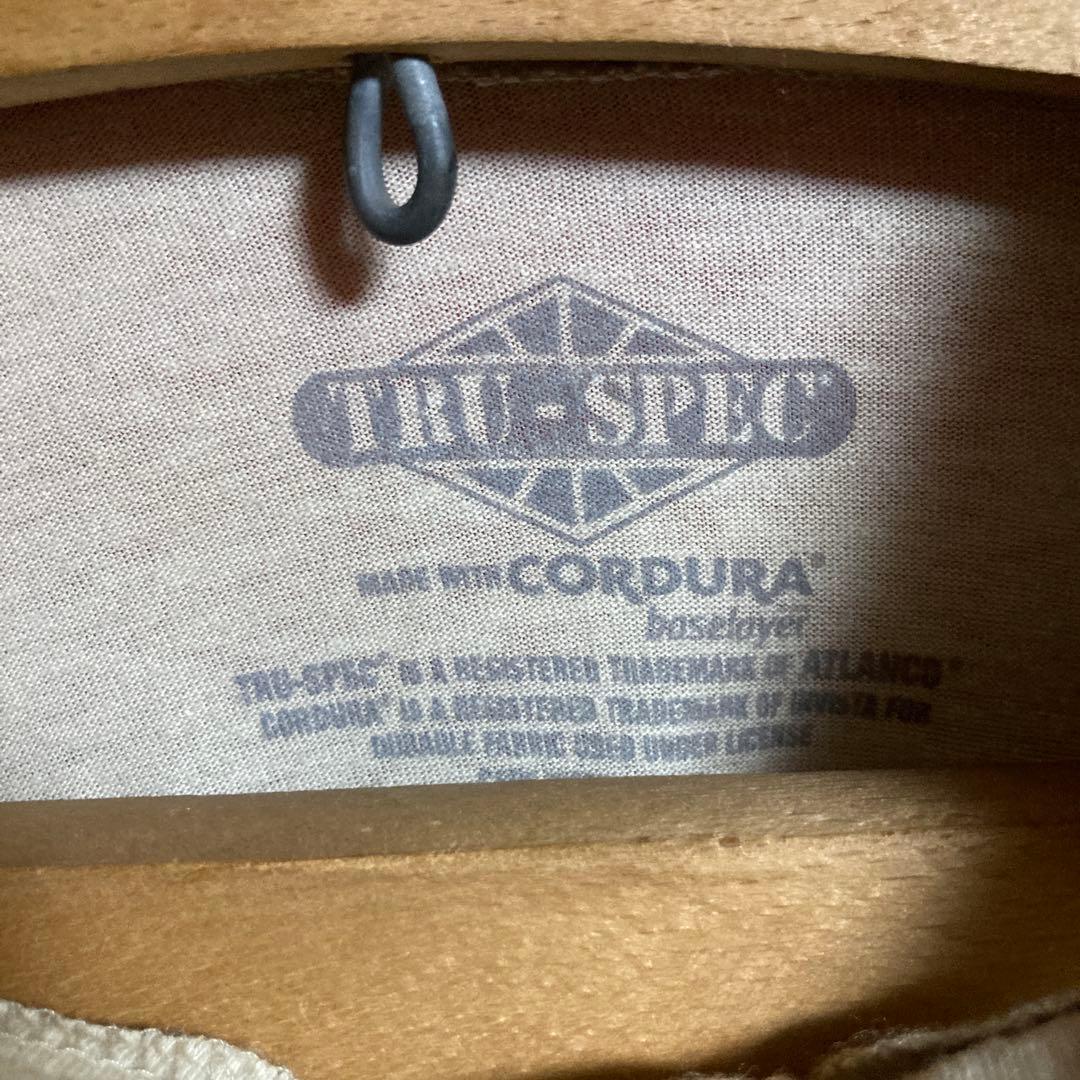 TRU-SPEC®
MADE WITH CORDURA®
baselayer
TRU-SPEC® IS A REGISTERED TRADEMARK OF ATLANCO®
CORDURA® IS A REGISTERED TRADEMARK OF INVISTA FOR
DURABLE FABRIC USED UNDER LICENSE